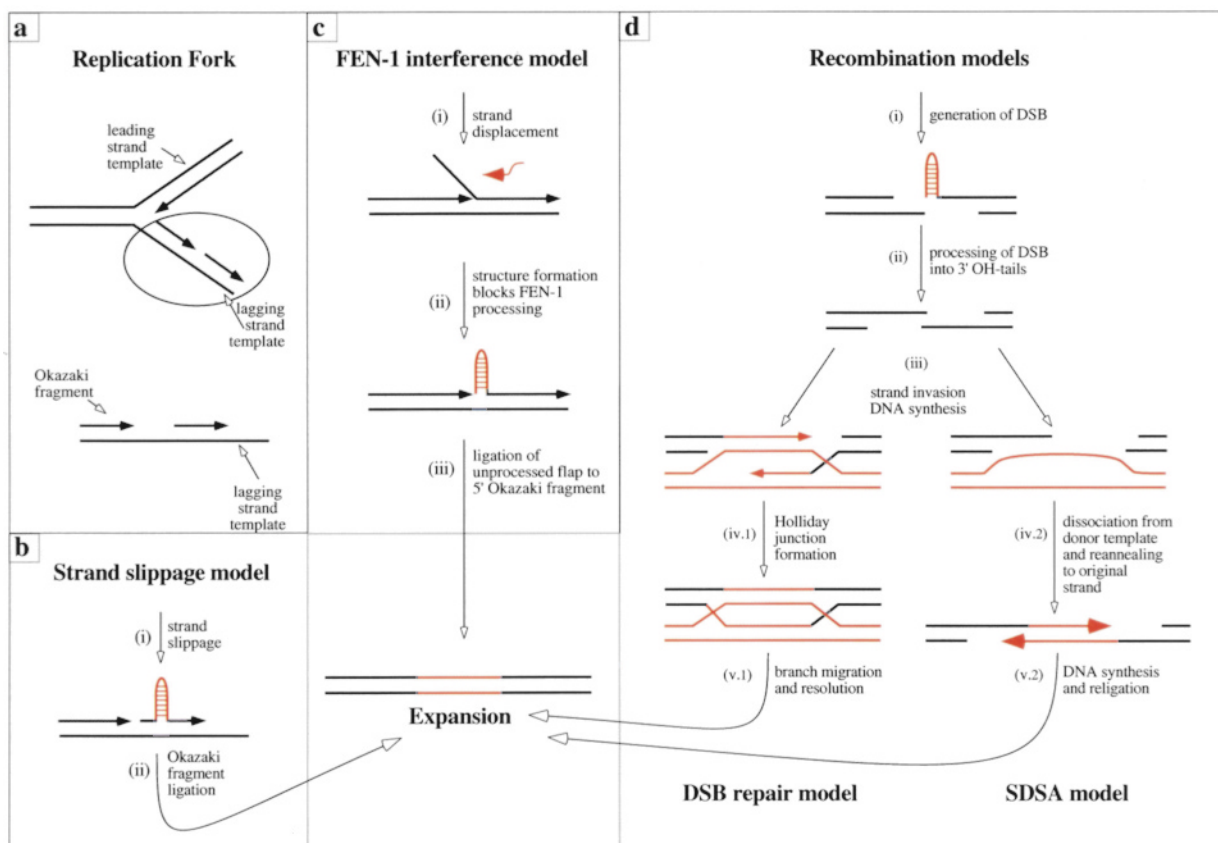 a
Replication Fork
leading
strand
template
lagging
strand
template
Okazaki
fragment
lagging
strand
template
b
Strand slippage model
(i)
strand
slippage
(ii)
Okazaki
fragment
ligation
c
FEN-1 interference model
(i)
strand
displacement
(ii)
structure formation
blocks FEN-1
processing
(iii)
ligation of
unprocessed flap to
5' Okazaki fragment
Expansion
d
Recombination models
(i)
generation of DSB
(ii)
processing of DSB
into 3' OH-tails
(iii)
strand invasion
DNA synthesis
(iv.1)
Holliday
junction
formation
(v.1)
branch migration
and resolution
DSB repair model
(iv.2)
dissociation from
donor template
and reannealing
to original
strand
(v.2)
DNA synthesis
and religation
SDSA model